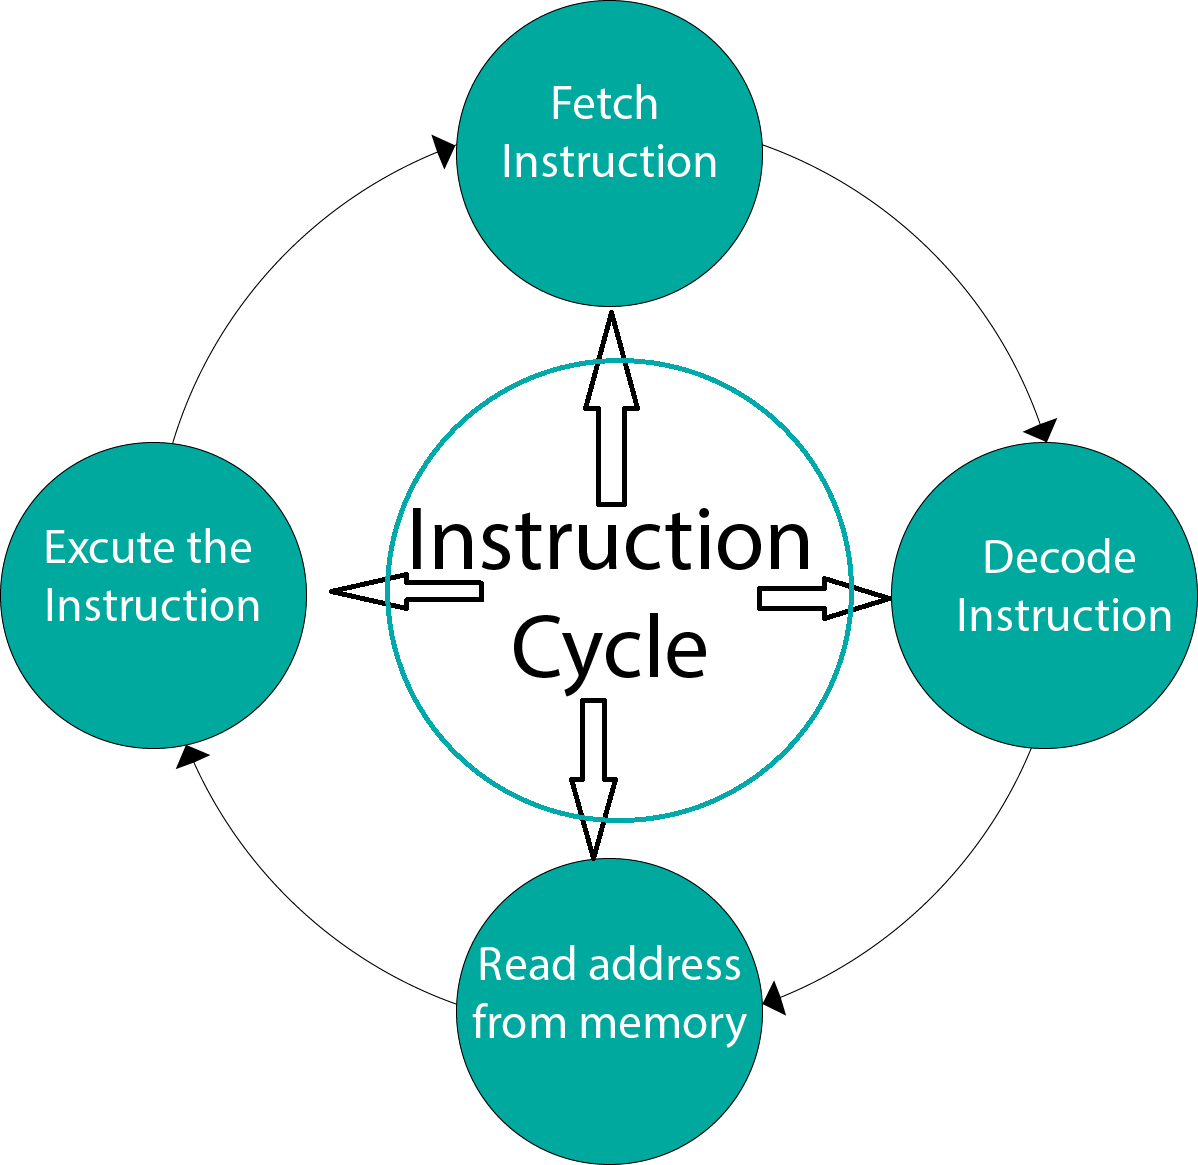 Fetch
Instruction
Excute the
Instruction
Instruction
Cycle
Decode
Instruction
Read address
from memory